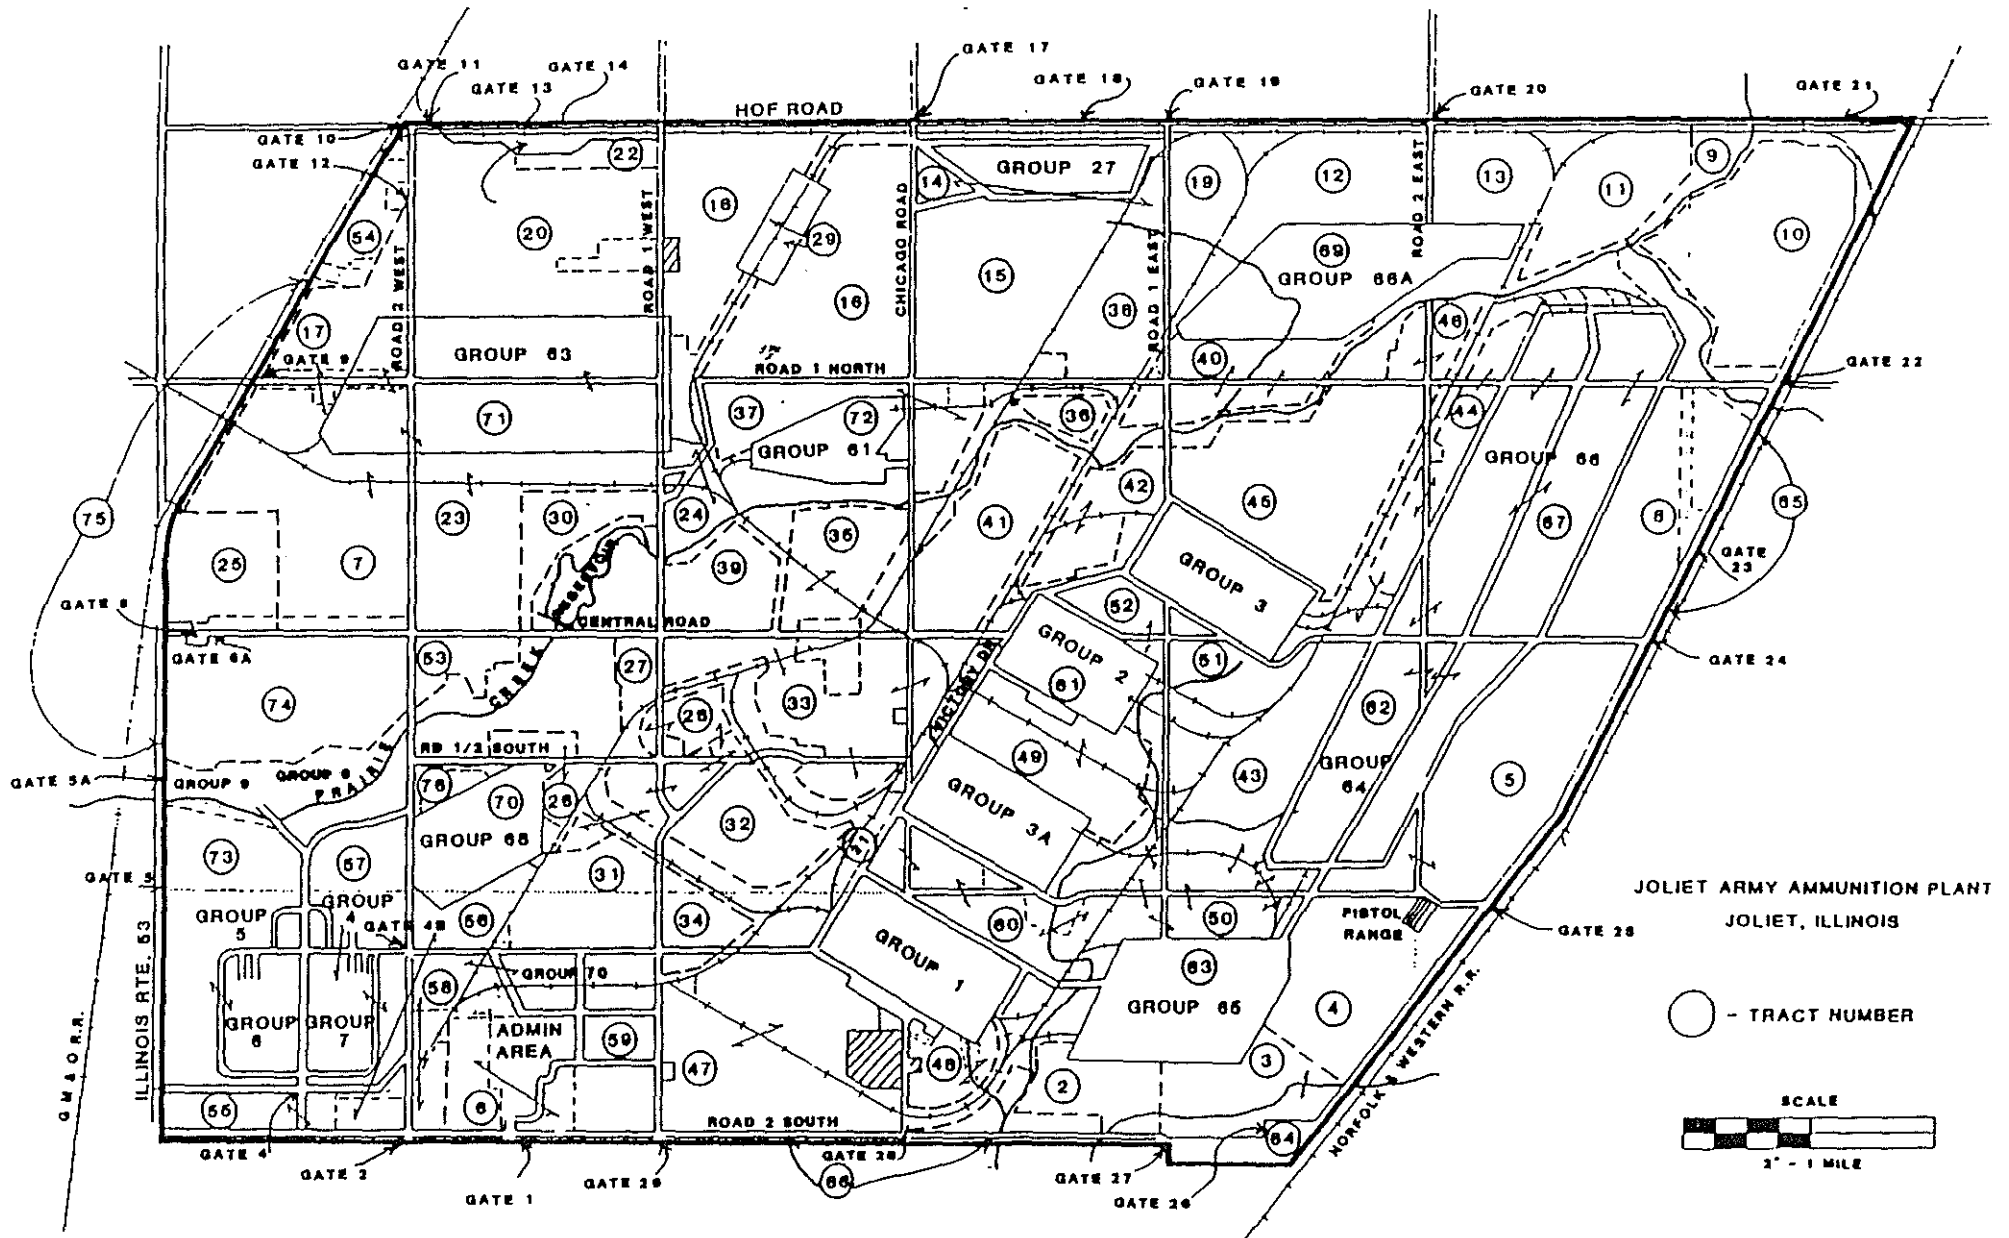 GATE 17
GATE 11
GATE 14
GATE 18
GATE 19
GATE 13
GATE 20
GATE 21
HOF ROAD
GATE 10
GATE 12
22
9
14
GROUP 27
19
12
13
11
54
20
18
29
10
ROAD 2 WEST
ROAD 1 WEST
CHICAGO ROAD
ROAD 1 EAST
ROAD 2 EAST
69
GROUP 66A
15
16
38
17
46
GATE 9
GROUP 63
ROAD 1 NORTH
40
GATE 22
71
37
72
36
44
GROUP 61
GROUP 66
75
23
30
24
35
41
42
45
67
8
65
25
7
RESERVOIR
39
GROUP 3
GATE 23
GATE 6
CENTRAL ROAD
52
GATE 6A
53
CREEK
27
VICTORY DR.
GROUP 2
61
51
GATE 24
74
28
33
62
RD 1/2 SOUTH
49
43
GROUP 64
5
GATE 5A
GROUP 9
GROUP 8
PRAIRIE
76
70
26
32
GROUP 3A
GROUP 68
73
57
31
21
GATE 5
JOLIET ARMY AMMUNITION PLANT
JOLIET, ILLINOIS
GROUP 5
GROUP 4
GATE 4B
56
34
60
50
PISTOL RANGE
GATE 25
GROUP 70
58
GROUP 1
63
GROUP 65
4
- TRACT NUMBER
ILLINOIS RTE. 53
GROUP 6
GROUP 7
ADMIN AREA
59
47
48
2
3
G M & O R.R.
55
6
ROAD 2 SOUTH
64
NORFOLK & WESTERN R.R.
SCALE
2" - 1 MILE
GATE 4
GATE 2
GATE 1
GATE 29
GATE 28
66
GATE 27
GATE 26